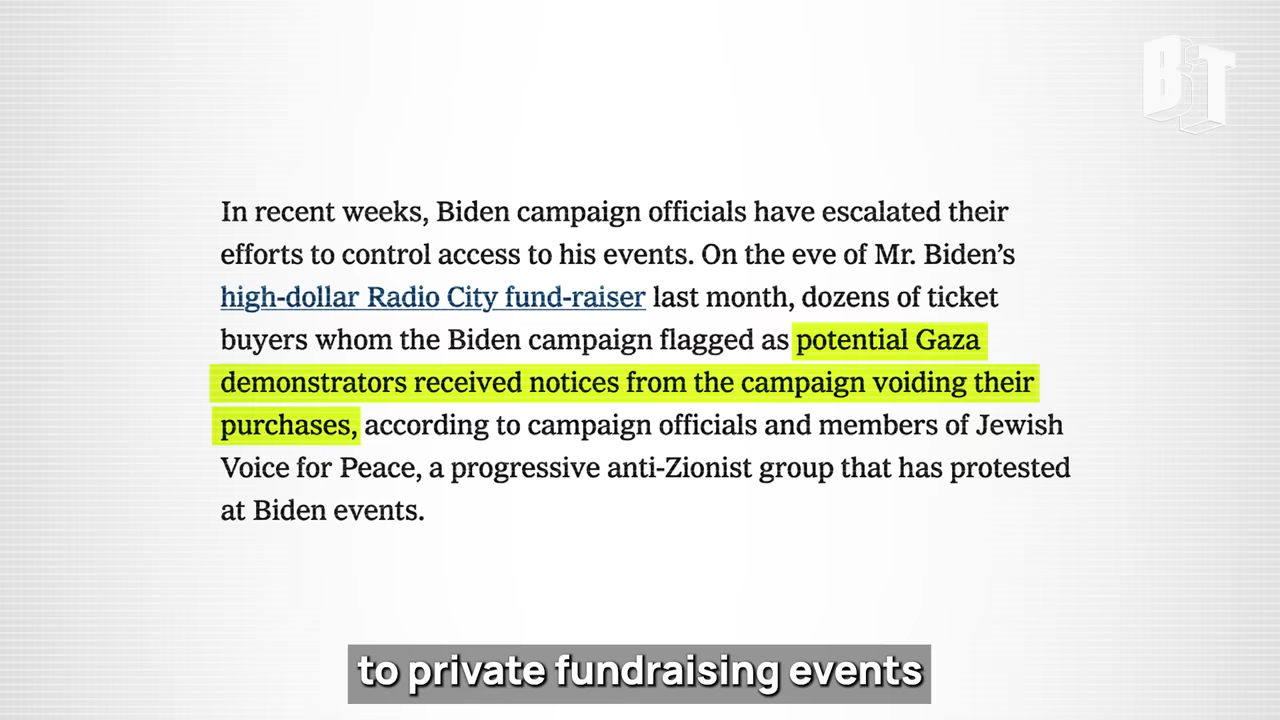 BT
In recent weeks, Biden campaign officials have escalated their
efforts to control access to his events. On the eve of Mr. Biden’s
high-dollar Radio City fund-raiser last month, dozens of ticket
buyers whom the Biden campaign flagged as potential Gaza
demonstrators received notices from the campaign voiding their
purchases, according to campaign officials and members of Jewish
Voice for Peace, a progressive anti-Zionist group that has protested
at Biden events.
to private fundraising events